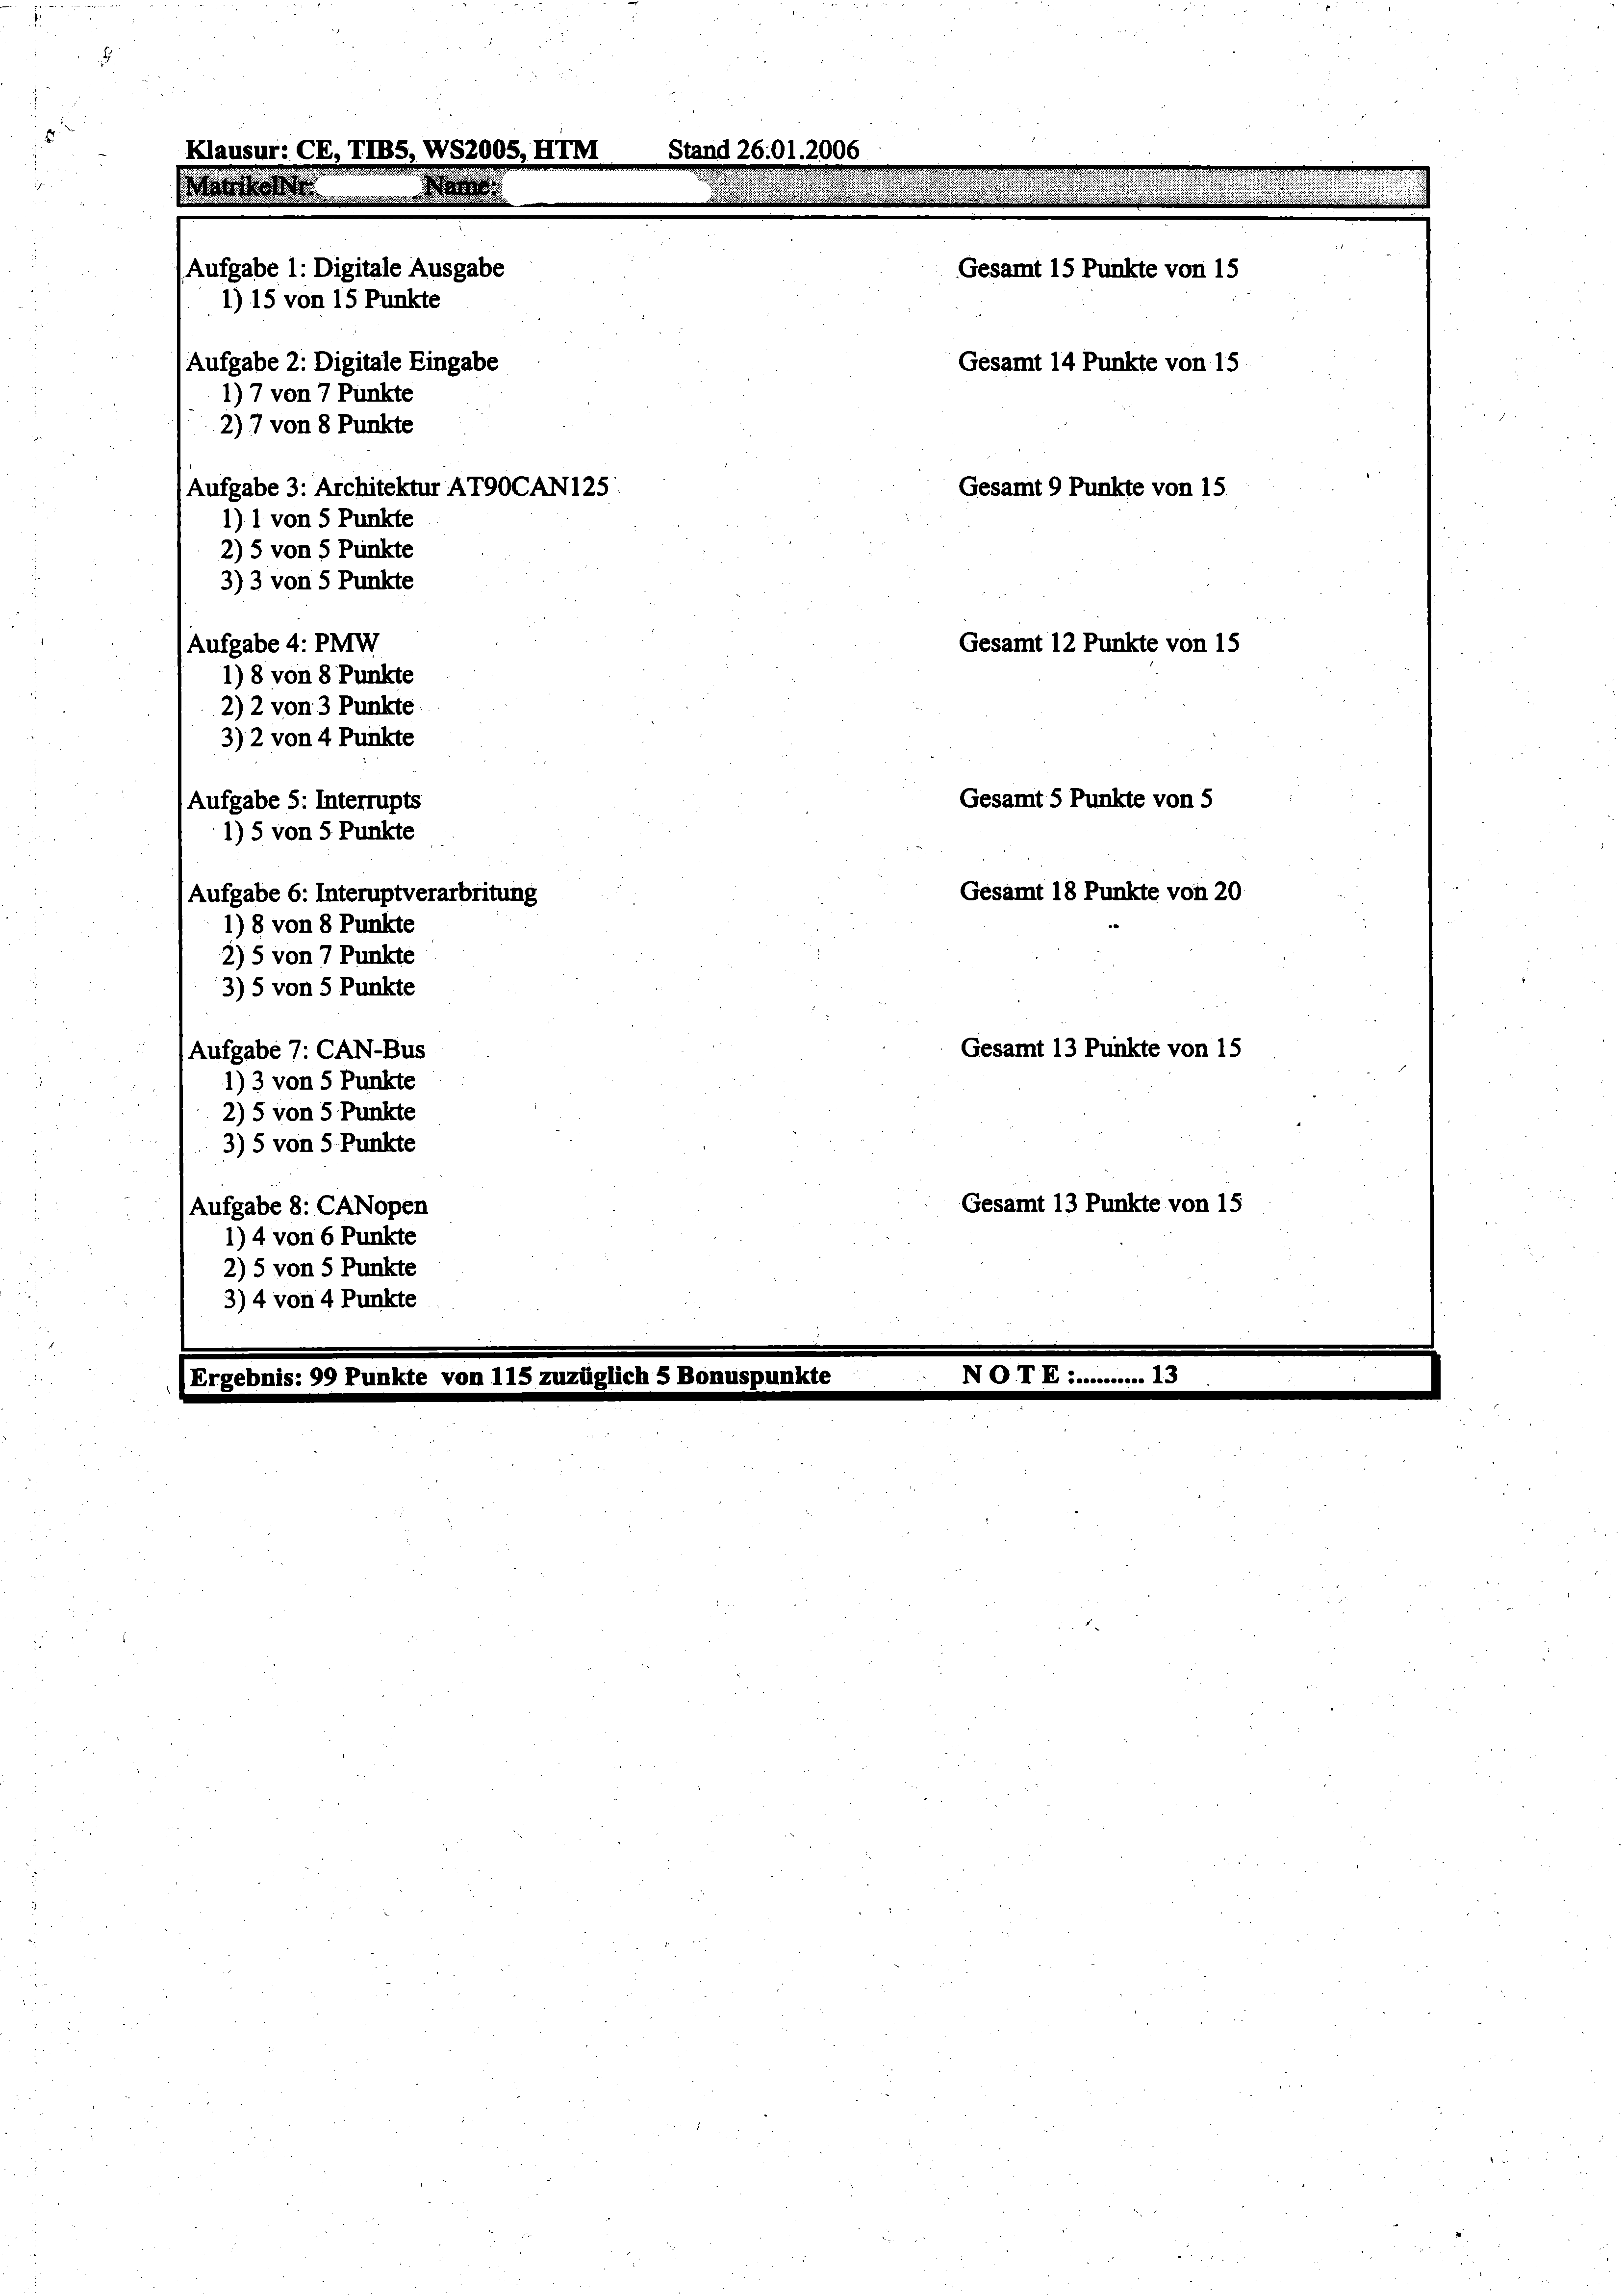 Klausur: CE, TIB5, WS2005, HTM Stand 26.01.2006
MatrikelNr: Name:
Aufgabe 1: Digitale Ausgabe Gesamt 15 Punkte von 15
1) 15 von 15 Punkte
Aufgabe 2: Digitale Eingabe Gesamt 14 Punkte von 15
1) 7 von 7 Punkte
2) 7 von 8 Punkte
Aufgabe 3: Architektur AT90CAN125 Gesamt 9 Punkte von 15
1) 1 von 5 Punkte
2) 5 von 5 Punkte
3) 3 von 5 Punkte
Aufgabe 4: PMW Gesamt 12 Punkte von 15
1) 8 von 8 Punkte
2) 2 von 3 Punkte
3) 2 von 4 Punkte
Aufgabe 5: Interrupts Gesamt 5 Punkte von 5
1) 5 von 5 Punkte
Aufgabe 6: Interuptverarbritung Gesamt 18 Punkte von 20
1) 8 von 8 Punkte
2) 5 von 7 Punkte
3) 5 von 5 Punkte
Aufgabe 7: CAN-Bus Gesamt 13 Punkte von 15
1) 3 von 5 Punkte
2) 5 von 5 Punkte
3) 5 von 5 Punkte
Aufgabe 8: CANopen Gesamt 13 Punkte von 15
1) 4 von 6 Punkte
2) 5 von 5 Punkte
3) 4 von 4 Punkte
Ergebnis: 99 Punkte von 115 zuzüglich 5 Bonuspunkte N O T E :.......... 13